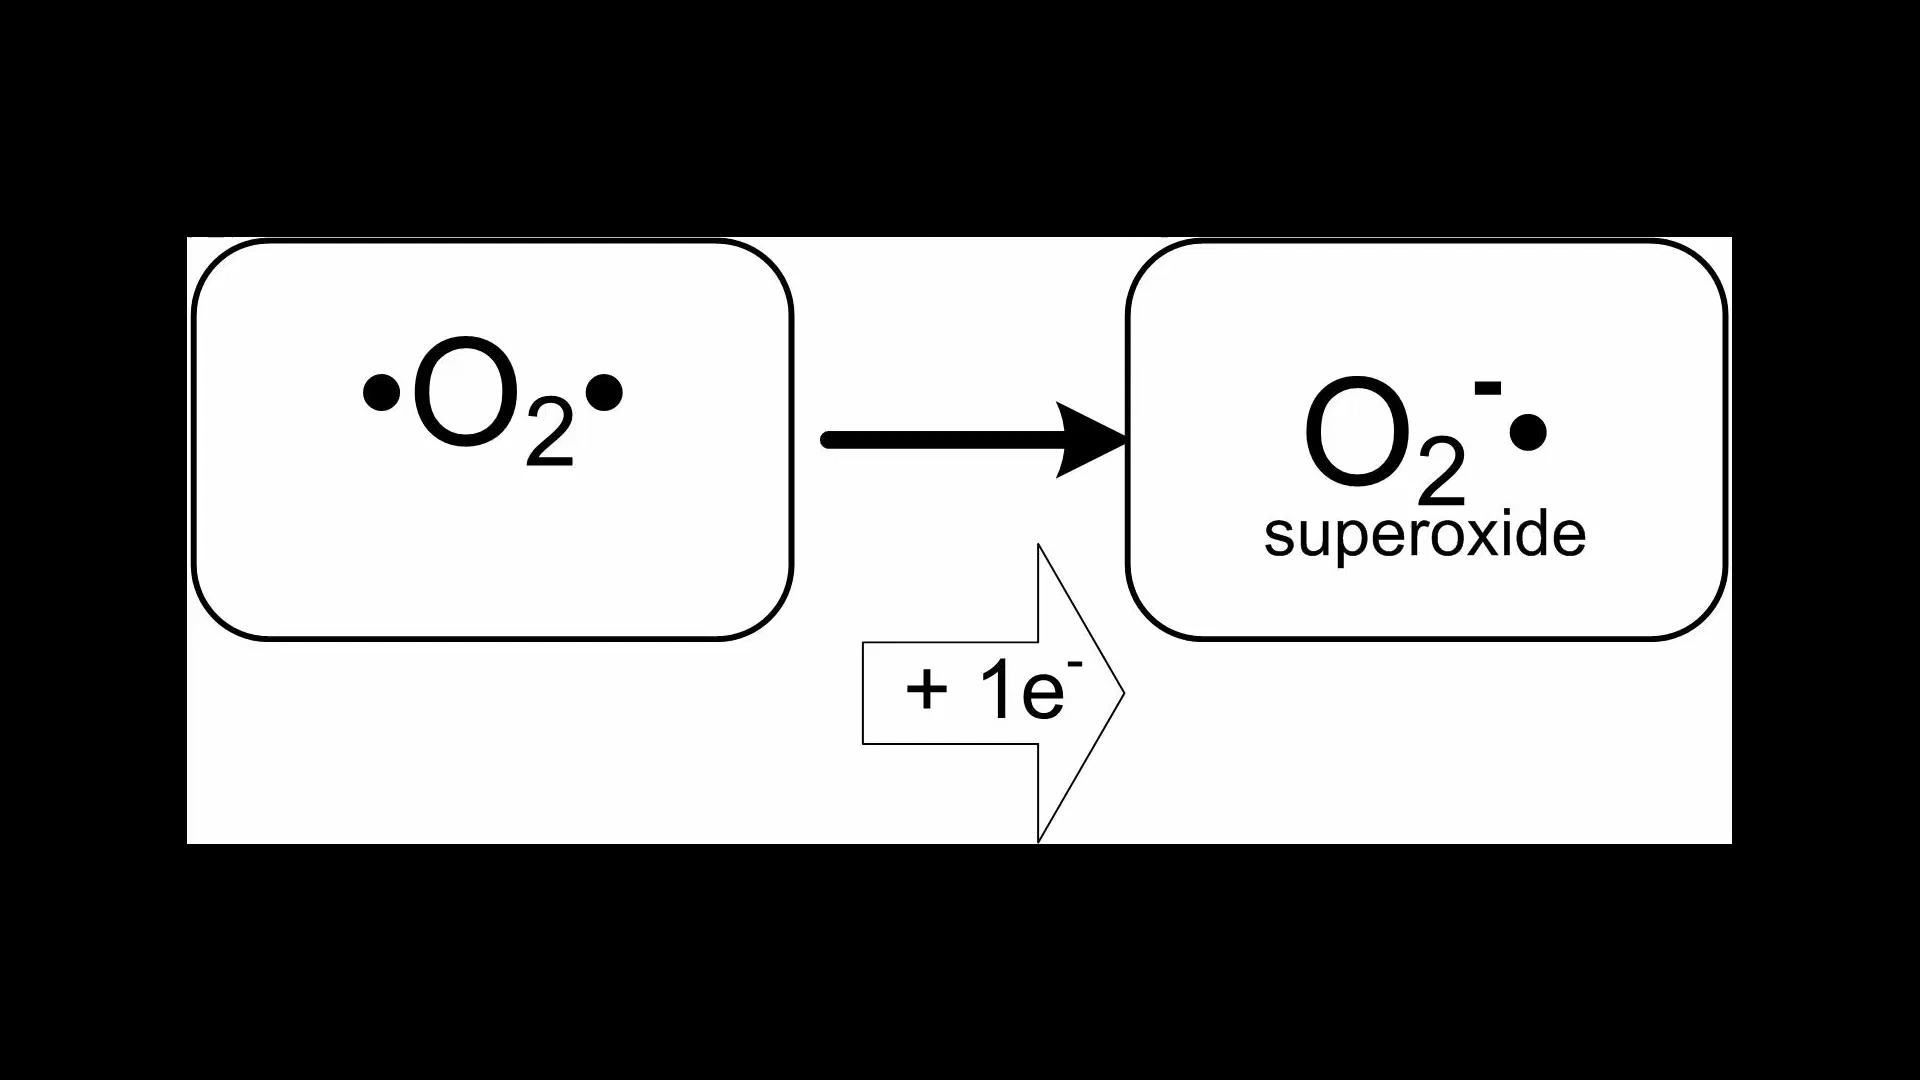 •O₂•
O₂⁻•
superoxide
+ 1e⁻